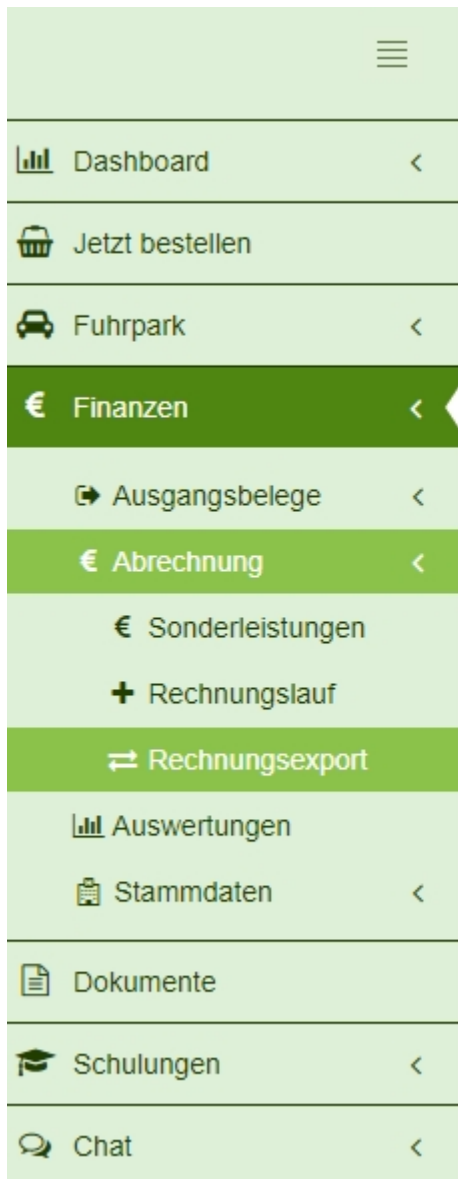 Dashboard
Jetzt bestellen
Fuhrpark
€ Finanzen
Ausgangsbelege
€ Abrechnung
€ Sonderleistungen
Rechnungslauf
Rechnungsexport
Auswertungen
Stammdaten
Dokumente
Schulungen
Chat